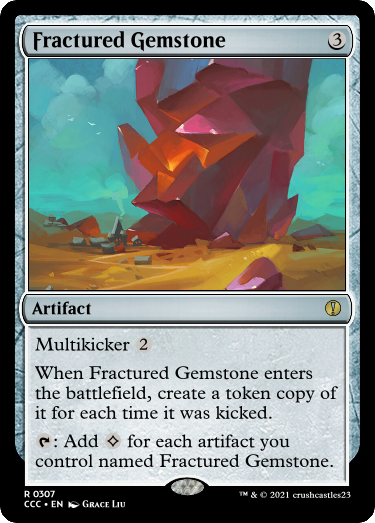 Fractured Gemstone 3
Artifact
Multikicker 2
When Fractured Gemstone enters
the battlefield, create a token copy of
it for each time it was kicked.
: Add for each artifact you
control named Fractured Gemstone.
R 0307
CCC • EN Grace Liu
™ & © 2021 crushcastles23